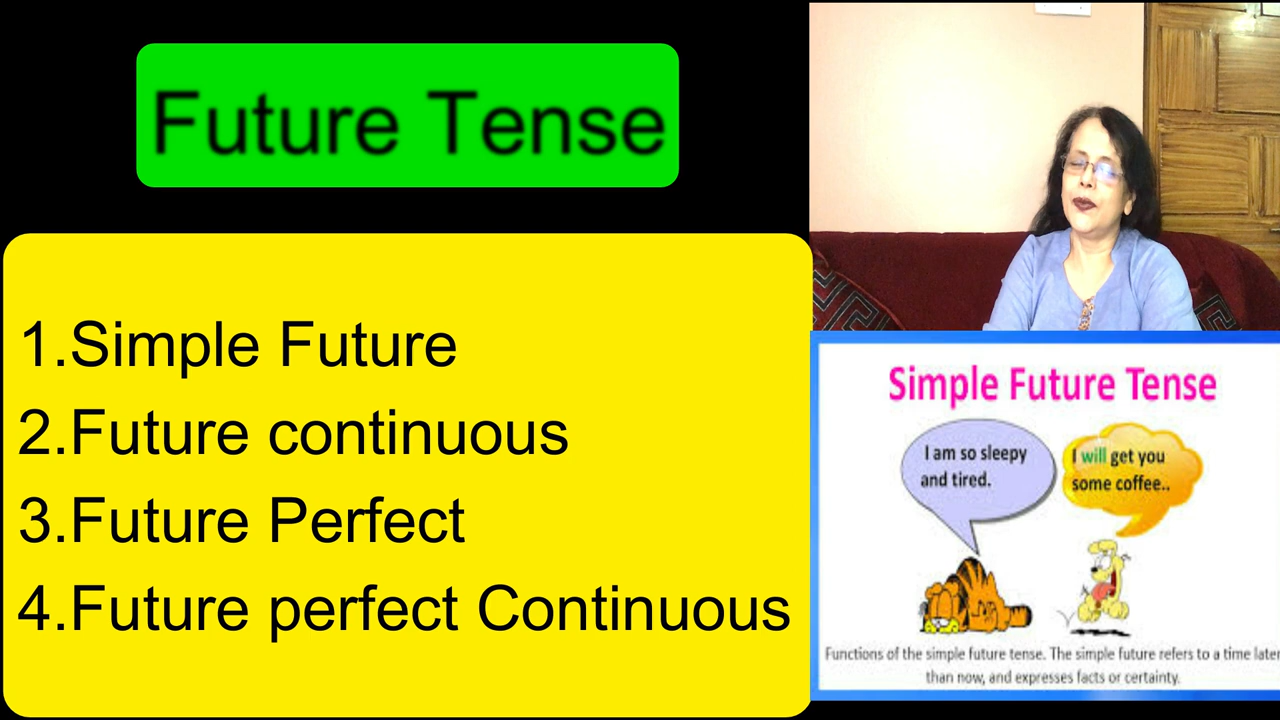 Future Tense
1.Simple Future
2.Future continuous
3.Future Perfect
4.Future perfect Continuous
Simple Future Tense
I am so sleepy
and tired.
I will get you
some coffee..
Functions of the simple future tense. The simple future refers to a time later
than now, and expresses facts or certainty.